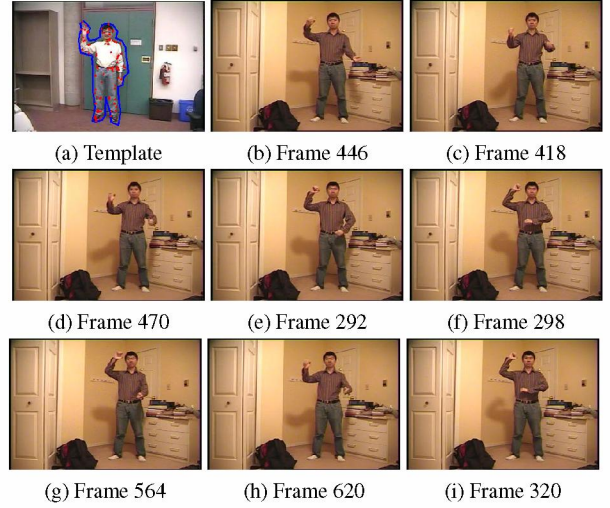 (a) Template
(b) Frame 446
(c) Frame 418
(d) Frame 470
(e) Frame 292
(f) Frame 298
(g) Frame 564
(h) Frame 620
(i) Frame 320